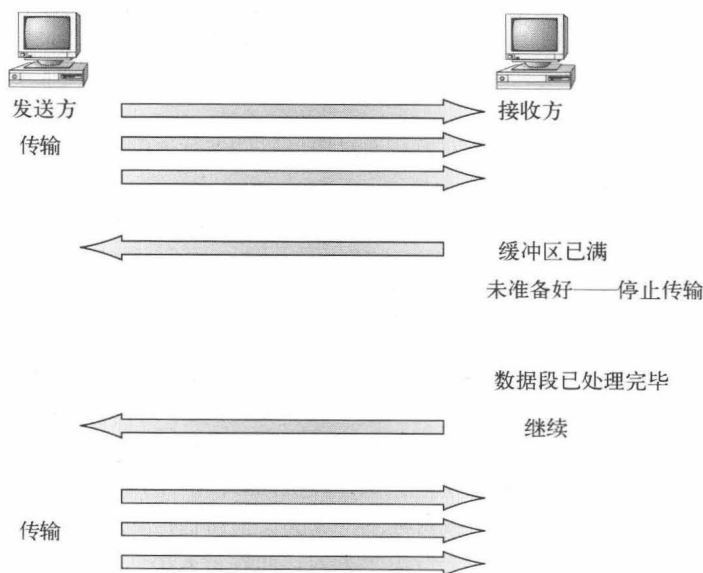 发送方
接收方
传输
缓冲区已满
未准备好——停止传输
数据段已处理完毕
继续
传输